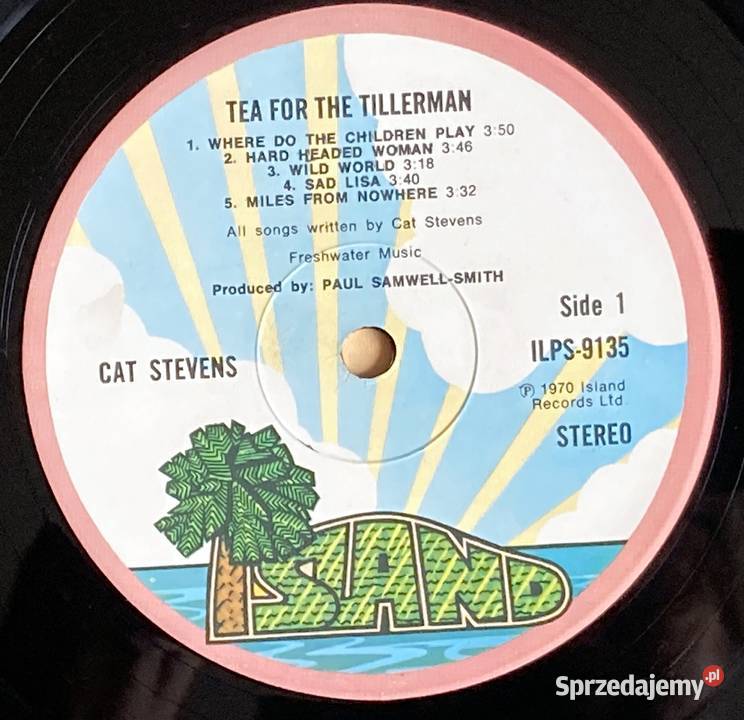 TEA FOR THE TILLERMAN
1. WHERE DO THE CHILDREN PLAY 3:50
2. HARD HEADED WOMAN 3:46
3. WILD WORLD 3:18
4. SAD LISA 3:40
5. MILES FROM NOWHERE 3:32
All songs written by Cat Stevens
Freshwater Music
Produced by: PAUL SAMWELL-SMITH
Side 1
ILPS-9135
CAT STEVENS
℗ 1970 Island
Records Ltd.
STEREO
ISLAND
Sprzedajemy.pl